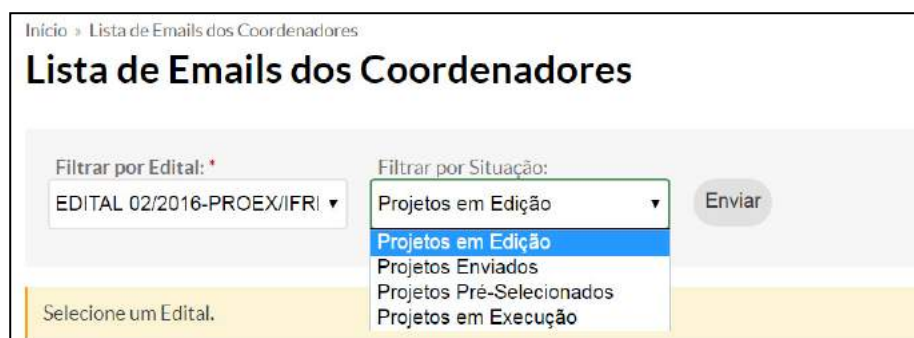 Início » Lista de Emails dos Coordenadores
Lista de Emails dos Coordenadores
Filtrar por Edital: * Filtrar por Situação:
EDITAL 02/2016-PROEX/IFRI Projetos em Edição Enviar
Projetos em Edição
Projetos Enviados
Projetos Pré-Selecionados
Projetos em Execução
Selecione um Edital.